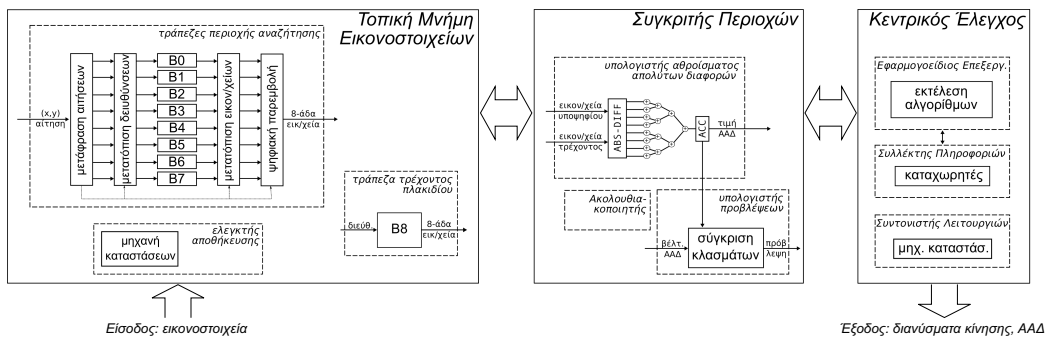 Τοπική Μνήμη
Εικονοστοιχείων
τράπεζες περιοχής αναζήτησης
μετάφραση αιτήσεων
μετατόπιση διευθύνσεων
B0
B1
B2
B3
B4
B5
B6
B7
μετατόπιση εικον/χείων
ψηφιακή παρεμβολή
(x,y)
αίτηση
8-άδα
εικ/χεία
τράπεζα τρέχοντος
πλακιδίου
διεύθ.
B8
8-άδα
εικ/χεία
ελεγκτής
αποθήκευσης
μηχανή
καταστάσεων
Είσοδος: εικονοστοιχεία
Συγκριτής Περιοχών
υπολογιστής αθροίσματος
απολύτων διαφορών
εικον/χεία
υποψηφίου
εικον/χεία
τρέχοντος
ABS-DIFF
ACC
τιμή
ΑΑΔ
Ακολουθια-
κοποιητής
υπολογιστής
προβλέψεων
βέλτ.
ΑΑΔ
σύγκριση
κλασμάτων
πρόβ
λεψη
Κεντρικός Έλεγχος
Εφαρμογοείδιος Επεξεργ.
εκτέλεση
αλγορίθμων
Συλλέκτης Πληροφοριών
καταχωρητές
Συντονιστής Λειτουργιών
μηχ. καταστάσ.
Έξοδος: διανύσματα κίνησης, ΑΑΔ